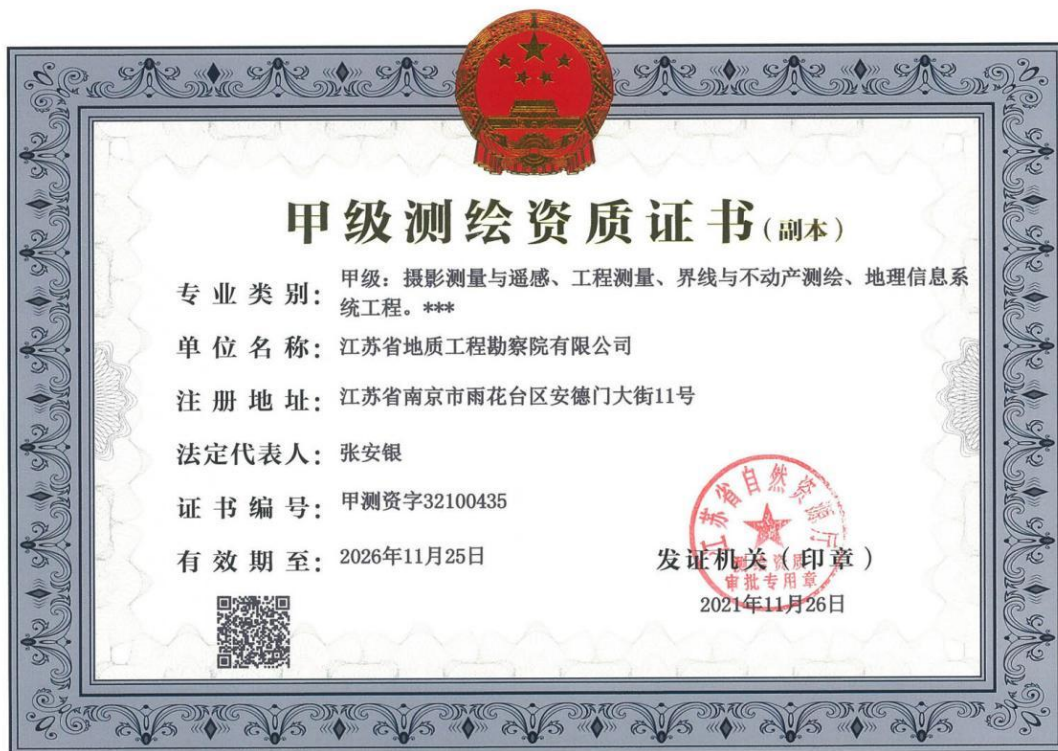 甲级测绘资质证书(副本)
专业类别：甲级：摄影测量与遥感、工程测量、界线与不动产测绘、地理信息系
统工程。***
单位名称：江苏省地质工程勘察院有限公司
注册地址：江苏省南京市雨花台区安德门大街11号
法定代表人：张安银
证书编号：甲测资字32100435
有效期至：2026年11月25日
江苏省自然资源厅
测绘资质
审批专用章
发证机关（印章）
2021年11月26日